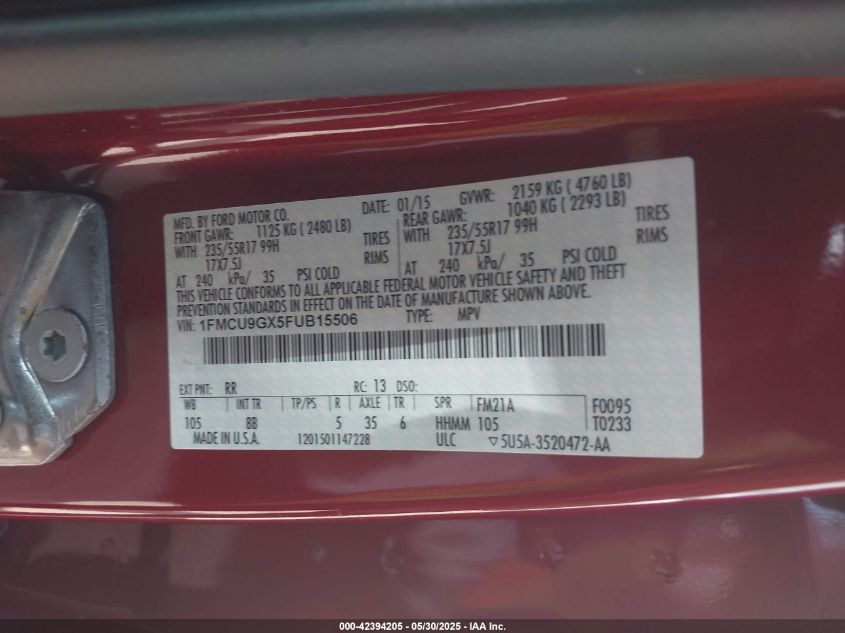 MFD. BY FORD MOTOR CO. DATE: 01/15 GVWR: 2159 KG ( 4760 LB)
FRONT GAWR: 1125 KG ( 2480 LB) REAR GAWR: 1040 KG ( 2293 LB)
WITH 235/55R17 99H TIRES WITH 235/55R17 99H TIRES
17X7.5J RIMS 17X7.5J RIMS
AT 240 kPa/ 35 PSI COLD AT 240 kPa/ 35 PSI COLD
THIS VEHICLE CONFORMS TO ALL APPLICABLE FEDERAL MOTOR VEHICLE SAFETY AND THEFT
PREVENTION STANDARDS IN EFFECT ON THE DATE OF MANUFACTURE SHOWN ABOVE.
VIN: 1FMCU9GX5FUB15506 TYPE: MPV
EXT PNT: RR RC: 13 DSO:
WB INT TR TP/PS R AXLE TR SPR FM21A F0095
105 BB 5 35 6 HHMM 105 T0233
MADE IN U.S.A. 1201501147228 ULC ▽5U5A-3520472-AA
000-42394205 - 05/30/2025 - IAA Inc.